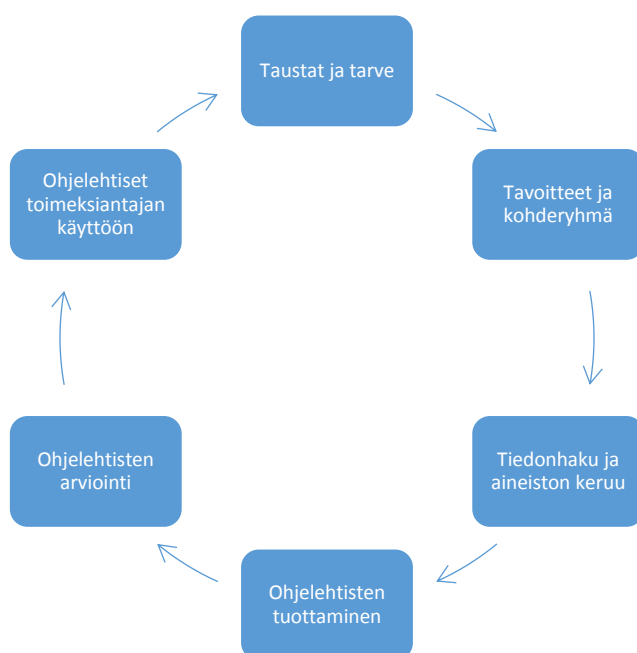 Taustat ja tarve
Tavoitteet ja
kohderyhmä
Tiedonhaku ja
aineiston keruu
Ohjelehtisten
tuottaminen
Ohjelehtisten
arviointi
Ohjelehtiset
toimeksiantajan
käyttöön